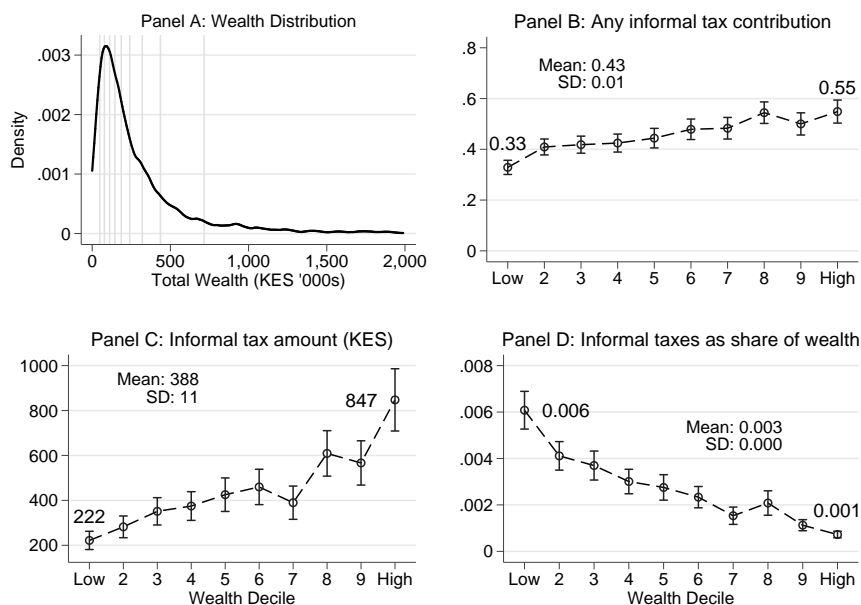 Panel A: Wealth Distribution
.003
.002
.001
0
Density
0 500 1,000 1,500 2,000
Total Wealth (KES '000s)
Panel B: Any informal tax contribution
.8
.6
.4
.2
0
Mean: 0.43
SD: 0.01
0.33
0.55
Low 2 3 4 5 6 7 8 9 High
Panel C: Informal tax amount (KES)
1000
800
600
400
200
Mean: 388
SD: 11
847
222
Low 2 3 4 5 6 7 8 9 High
Wealth Decile
Panel D: Informal taxes as share of wealth
.008
.006
.004
.002
0
0.006
Mean: 0.003
SD: 0.000
0.001
Low 2 3 4 5 6 7 8 9 High
Wealth Decile